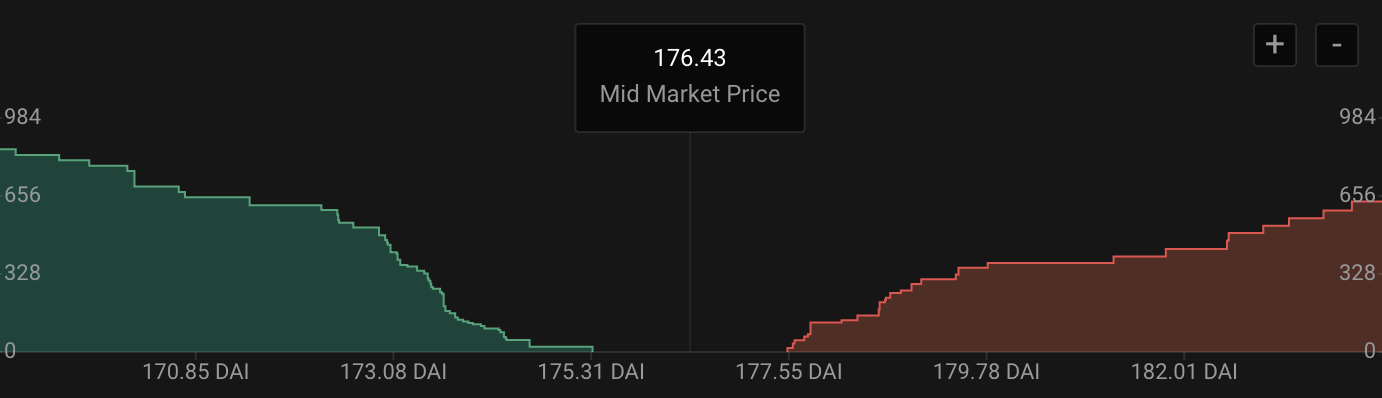 176.43
Mid Market Price
+
-
984
984
656
656
328
328
0
0
170.85 DAI
173.08 DAI
175.31 DAI
177.55 DAI
179.78 DAI
182.01 DAI